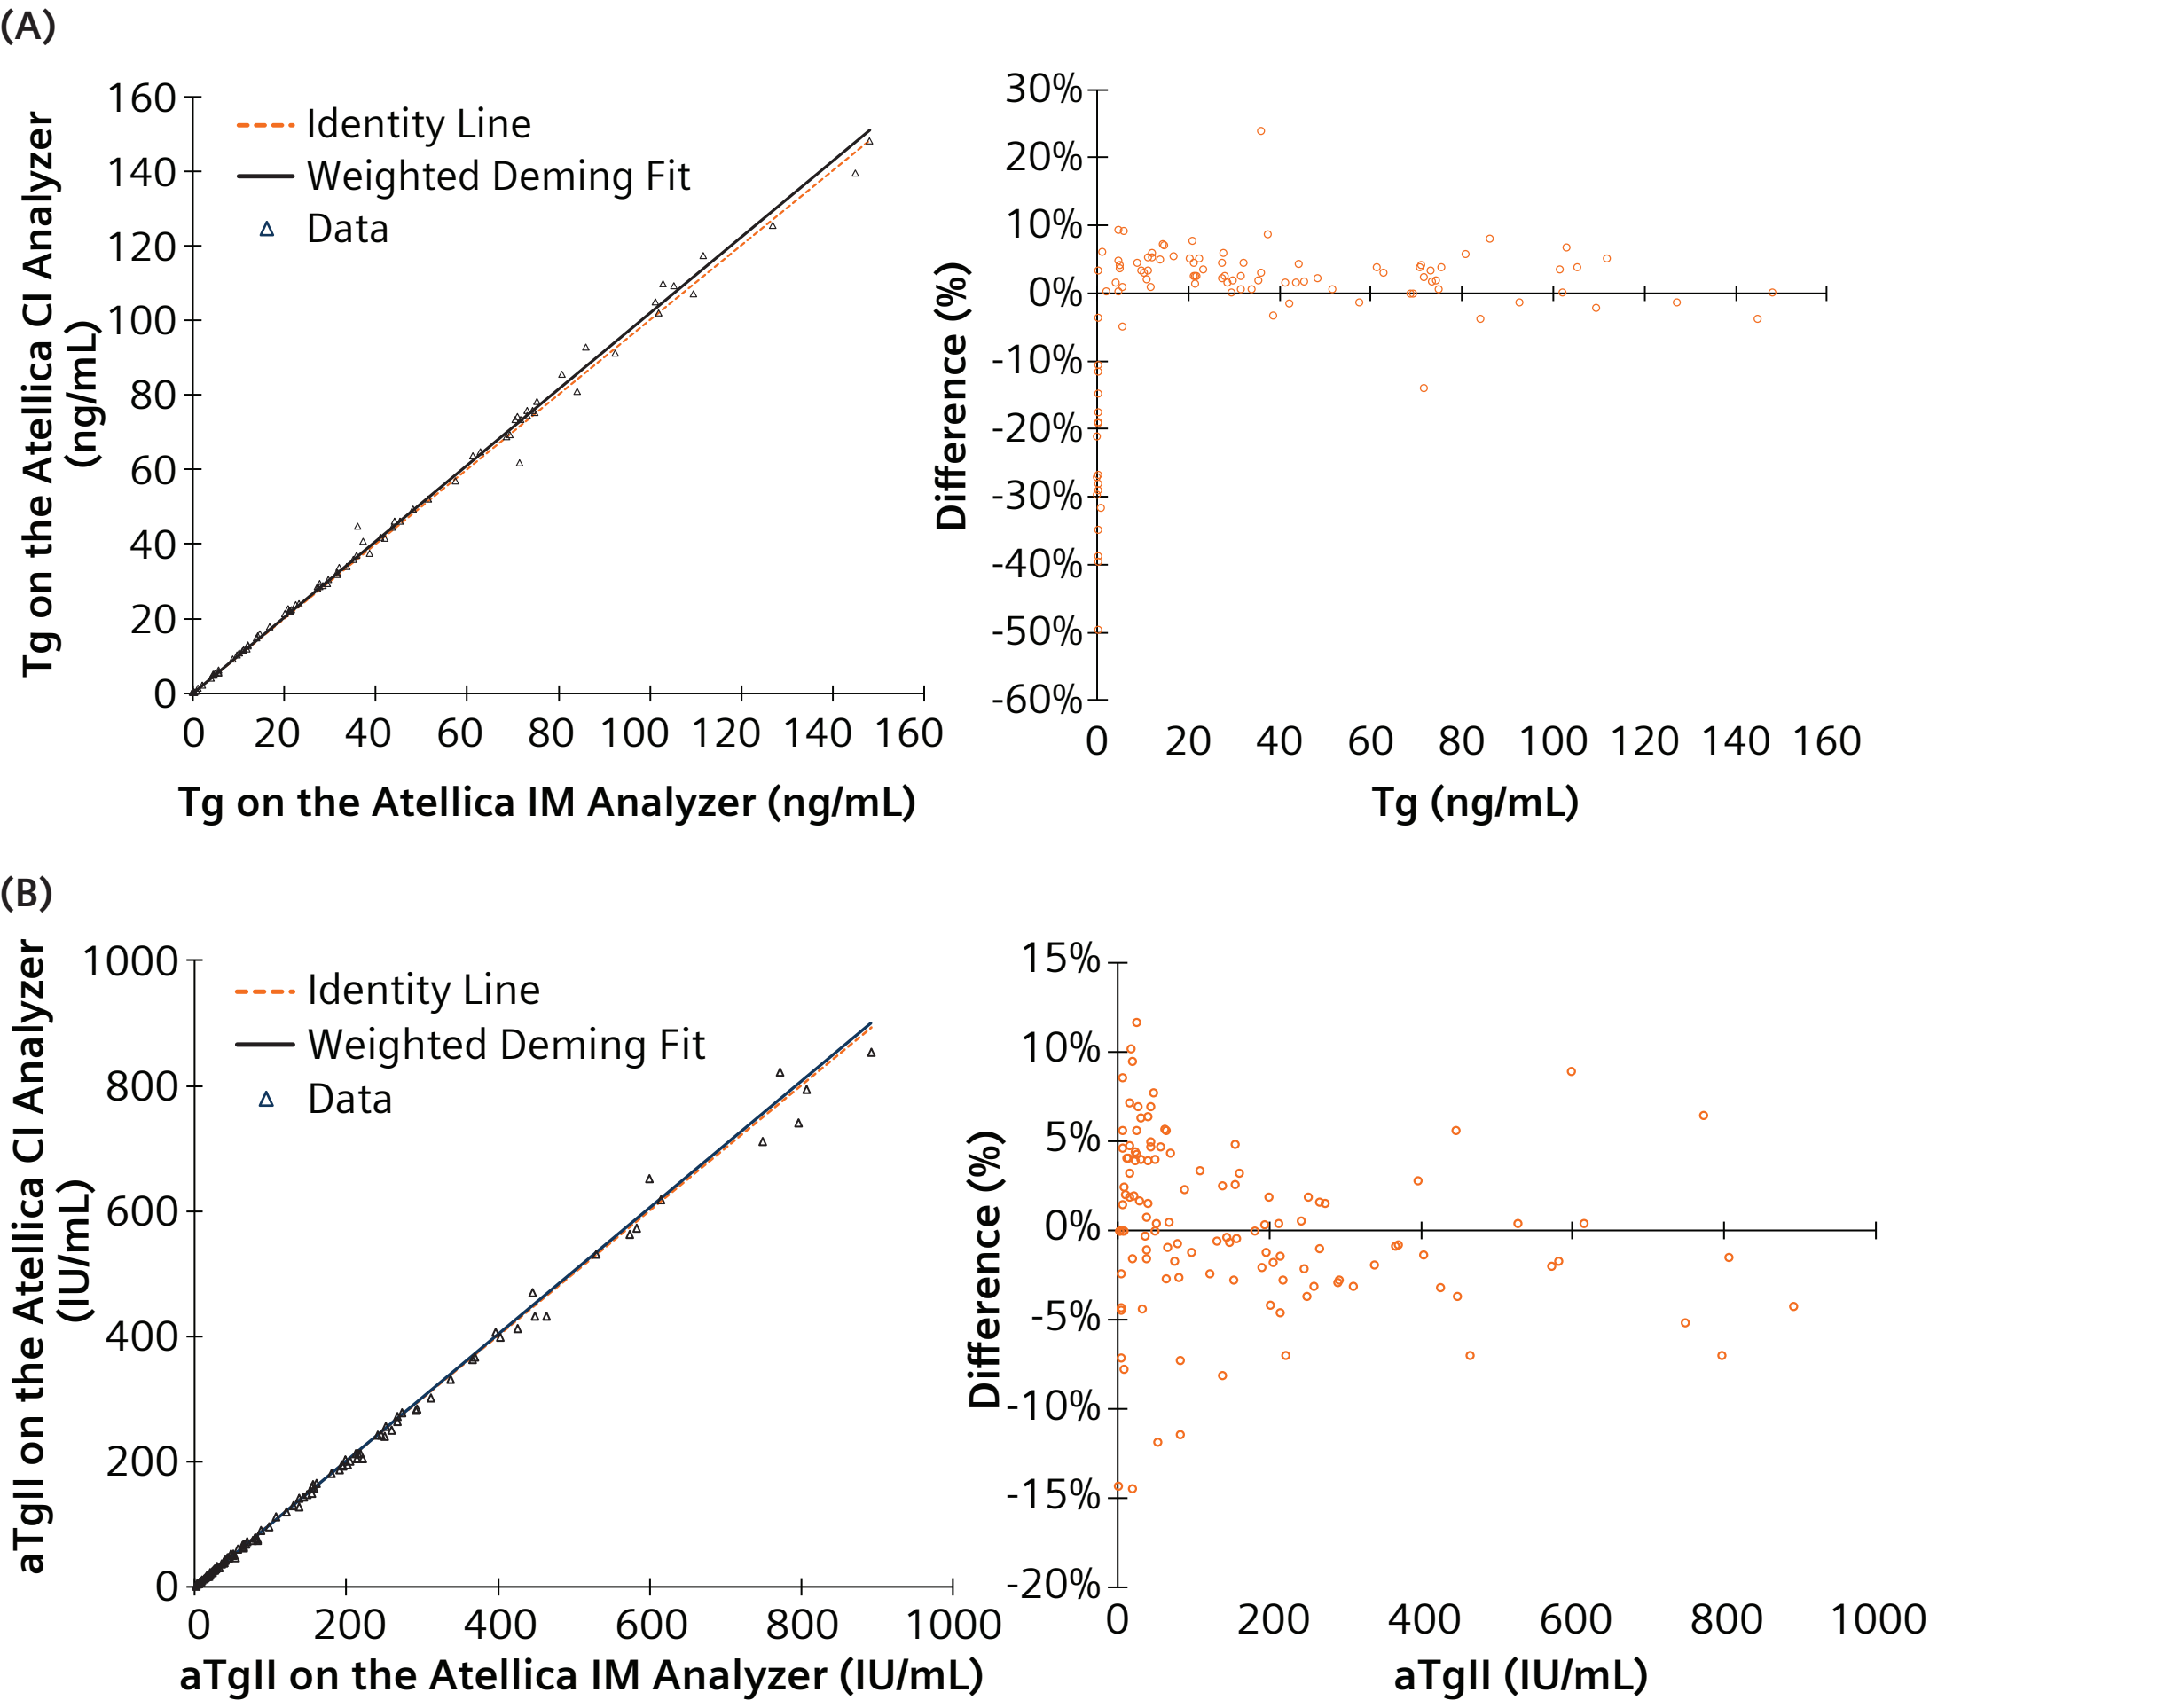 (A)
160
140
120
100
80
60
40
20
0
Tg on the Atellica CI Analyzer
(ng/mL)
Identity Line
Weighted Deming Fit
Data
0 20 40 60 80 100 120 140 160
Tg on the Atellica IM Analyzer (ng/mL)
30%
20%
10%
0%
-10%
-20%
-30%
-40%
-50%
-60%
Difference (%)
0 20 40 60 80 100 120 140 160
Tg (ng/mL)
(B)
1000
800
600
400
200
0
aTgII on the Atellica CI Analyzer
(IU/mL)
Identity Line
Weighted Deming Fit
Data
0 200 400 600 800 1000
aTgII on the Atellica IM Analyzer (IU/mL)
15%
10%
5%
0%
-5%
-10%
-15%
-20%
Difference (%)
0 200 400 600 800 1000
aTgII (IU/mL)